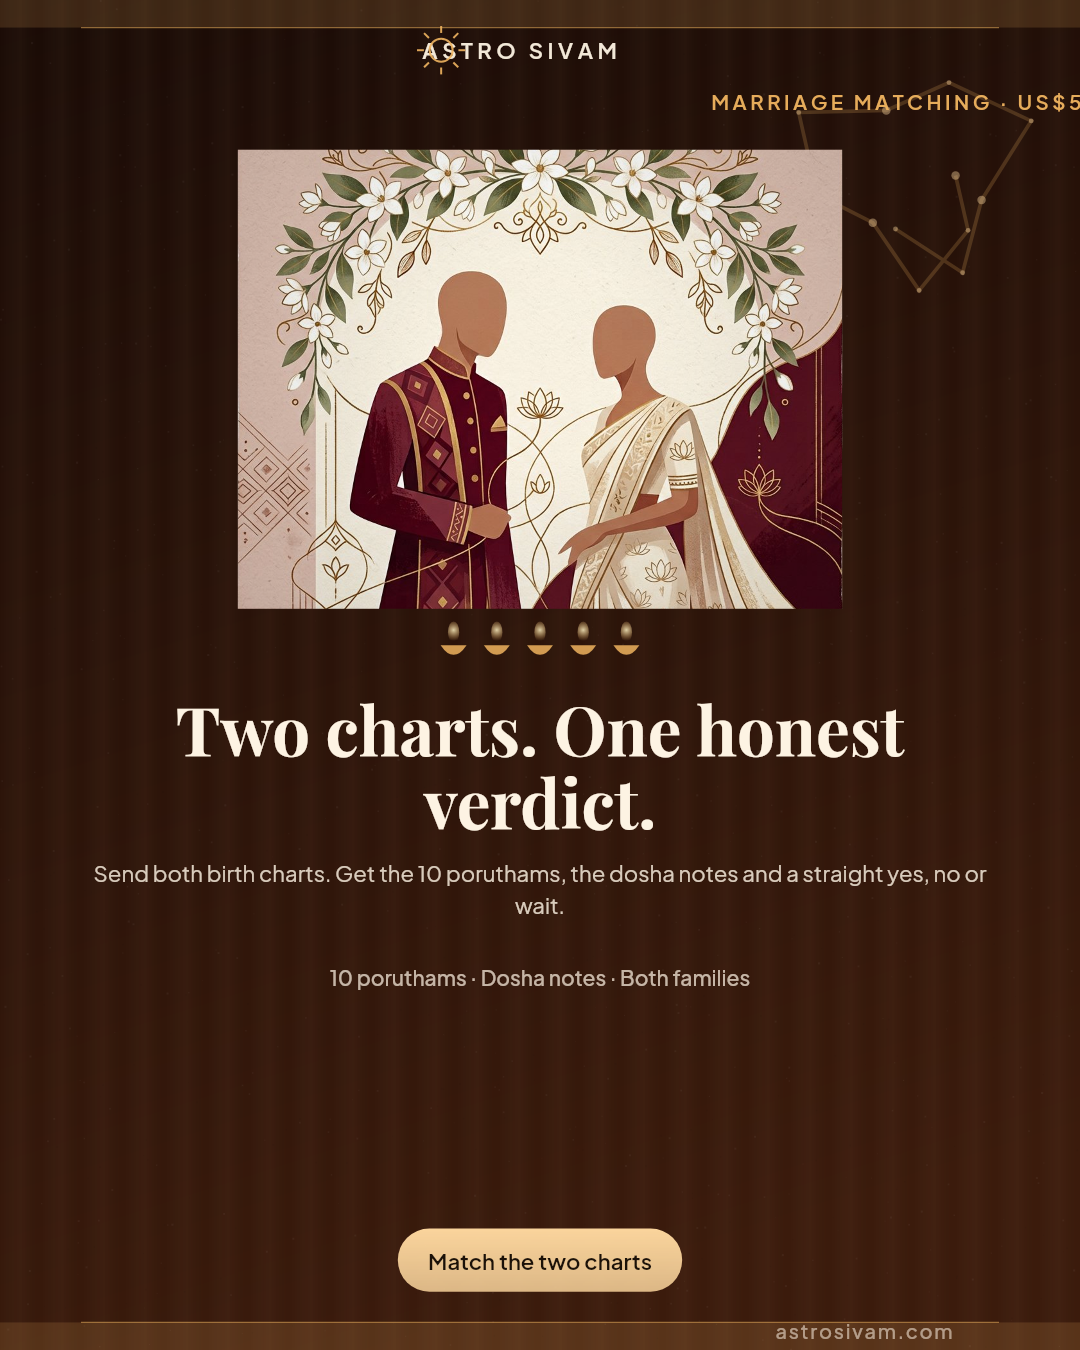 ASTRO SIVAM
MARRIAGE MATCHING · US$5
Two charts. One honest
verdict.
Send both birth charts. Get the 10 poruthams, the dosha notes and a straight yes, no or
wait.
10 poruthams · Dosha notes · Both families
Match the two charts
astrosivam.com